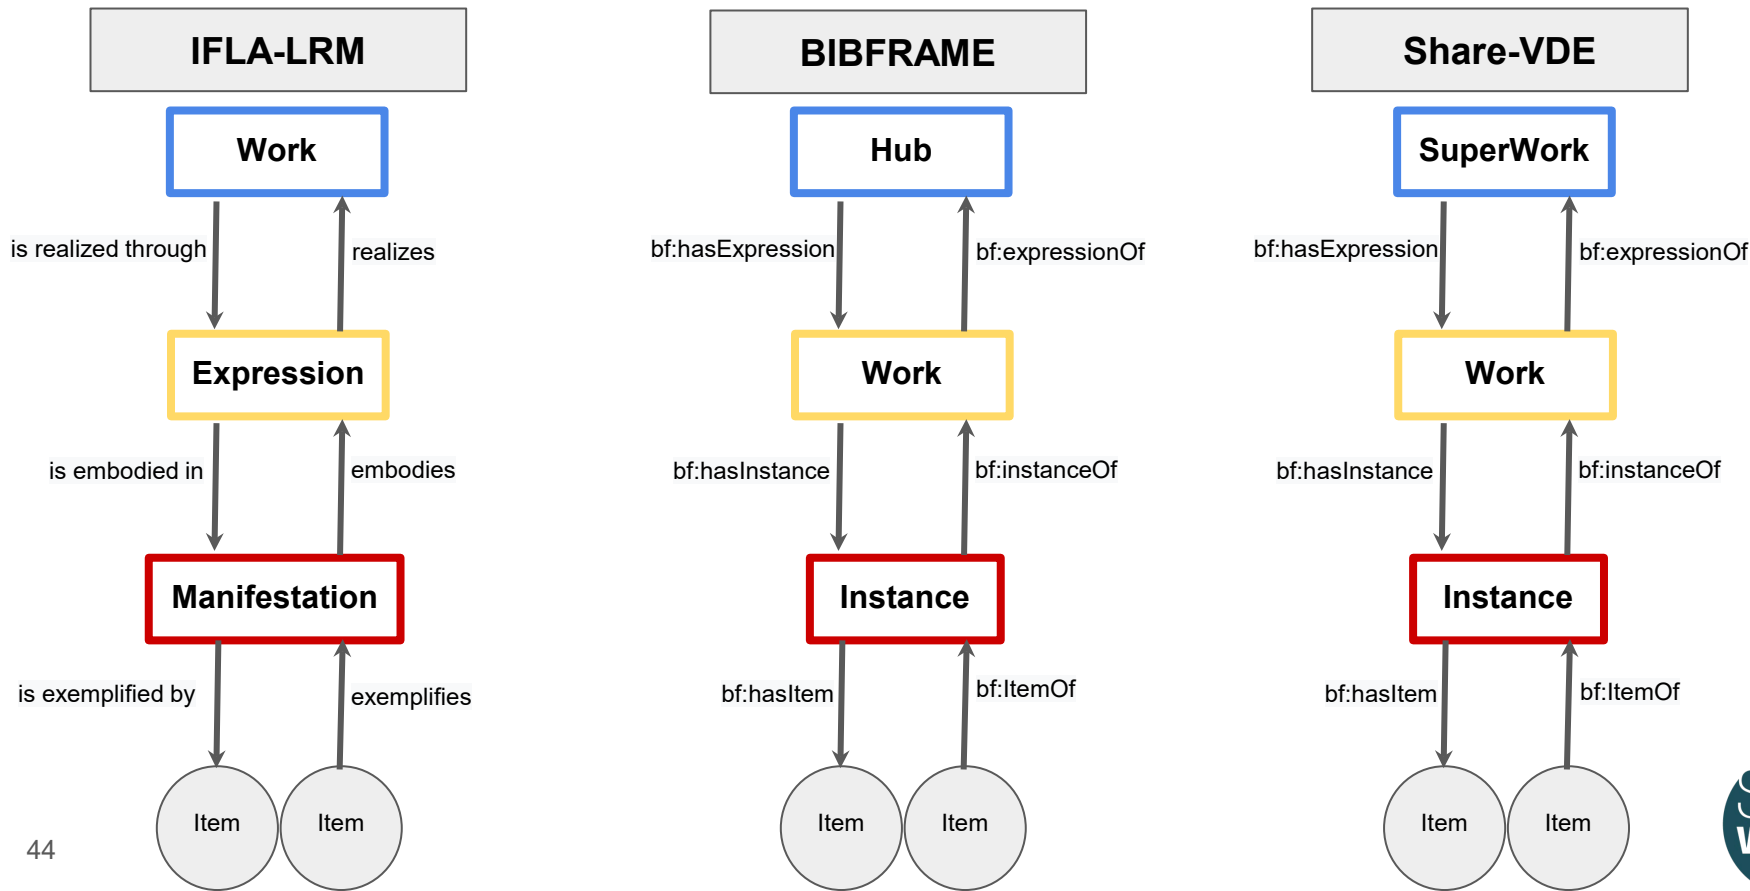 IFLA-LRM
Work
is realized through
realizes
Expression
is embodied in
embodies
Manifestation
is exemplified by
exemplifies
Item
Item
BIBFRAME
Hub
bf:hasExpression
bf:expressionOf
Work
bf:hasInstance
bf:instanceOf
Instance
bf:hasItem
bf:ItemOf
Item
Item
Share-VDE
SuperWork
bf:hasExpression
bf:expressionOf
Work
bf:hasInstance
bf:instanceOf
Instance
bf:hasItem
bf:ItemOf
Item
Item
44